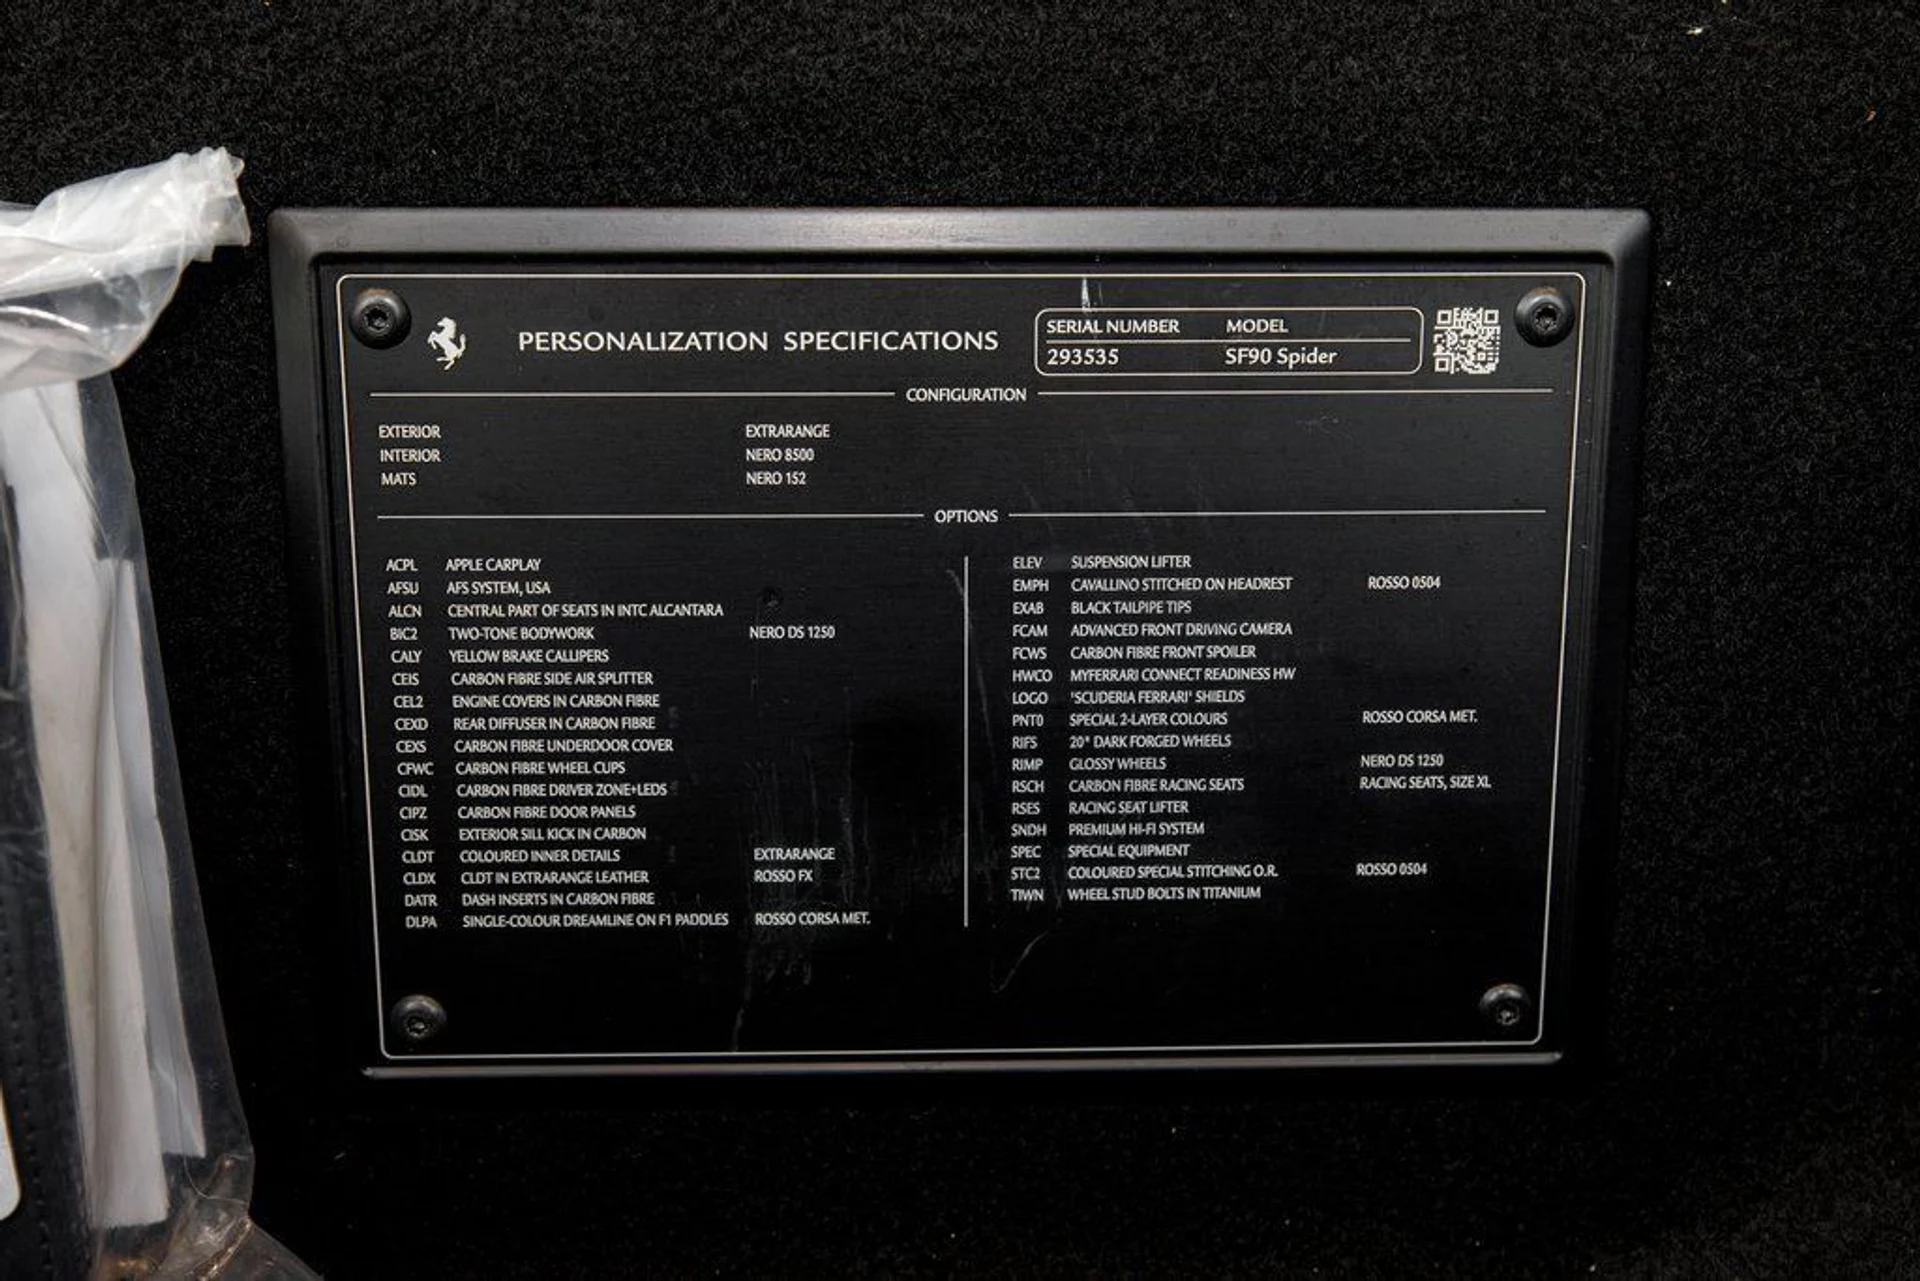 PERSONALIZATION SPECIFICATIONS
SERIAL NUMBER MODEL
293535 SF90 Spider
CONFIGURATION
EXTERIOR EXTRARANGE
INTERIOR NERO 8500
MATS NERO 152
OPTIONS
ACPL APPLE CARPLAY
AFSU AFS SYSTEM, USA
ALCN CENTRAL PART OF SEATS IN INTC ALCANTARA
BIC2 TWO-TONE BODYWORK NERO DS 1250
CALY YELLOW BRAKE CALLIPERS
CEIS CARBON FIBRE SIDE AIR SPLITTER
CEL2 ENGINE COVERS IN CARBON FIBRE
CEXD REAR DIFFUSER IN CARBON FIBRE
CEXS CARBON FIBRE UNDERDOOR COVER
CFWC CARBON FIBRE WHEEL CUPS
CIDL CARBON FIBRE DRIVER ZONE+LEDS
CIPZ CARBON FIBRE DOOR PANELS
CISK EXTERIOR SILL KICK IN CARBON
CLDT COLOURED INNER DETAILS EXTRARANGE
CLDX CLDT IN EXTRARANGE LEATHER ROSSO FX
DATR DASH INSERTS IN CARBON FIBRE
DLPA SINGLE-COLOUR DREAMLINE ON F1 PADDLES ROSSO CORSA MET.
ELEV SUSPENSION LIFTER
EMPH CAVALLINO STITCHED ON HEADREST ROSSO 0504
EXAB BLACK TAILPIPE TIPS
FCAM ADVANCED FRONT DRIVING CAMERA
FCWS CARBON FIBRE FRONT SPOILER
HWCO MYFERRARI CONNECT READINESS HW
LOGO 'SCUDERIA FERRARI' SHIELDS
PNT0 SPECIAL 2-LAYER COLOURS ROSSO CORSA MET.
RIFS 20" DARK FORGED WHEELS
RIMP GLOSSY WHEELS NERO DS 1250
RSCH CARBON FIBRE RACING SEATS RACING SEATS, SIZE XL
RSES RACING SEAT LIFTER
SNDH PREMIUM HI-FI SYSTEM
SPEC SPECIAL EQUIPMENT
STC2 COLOURED SPECIAL STITCHING O.R. ROSSO 0504
TIWN WHEEL STUD BOLTS IN TITANIUM